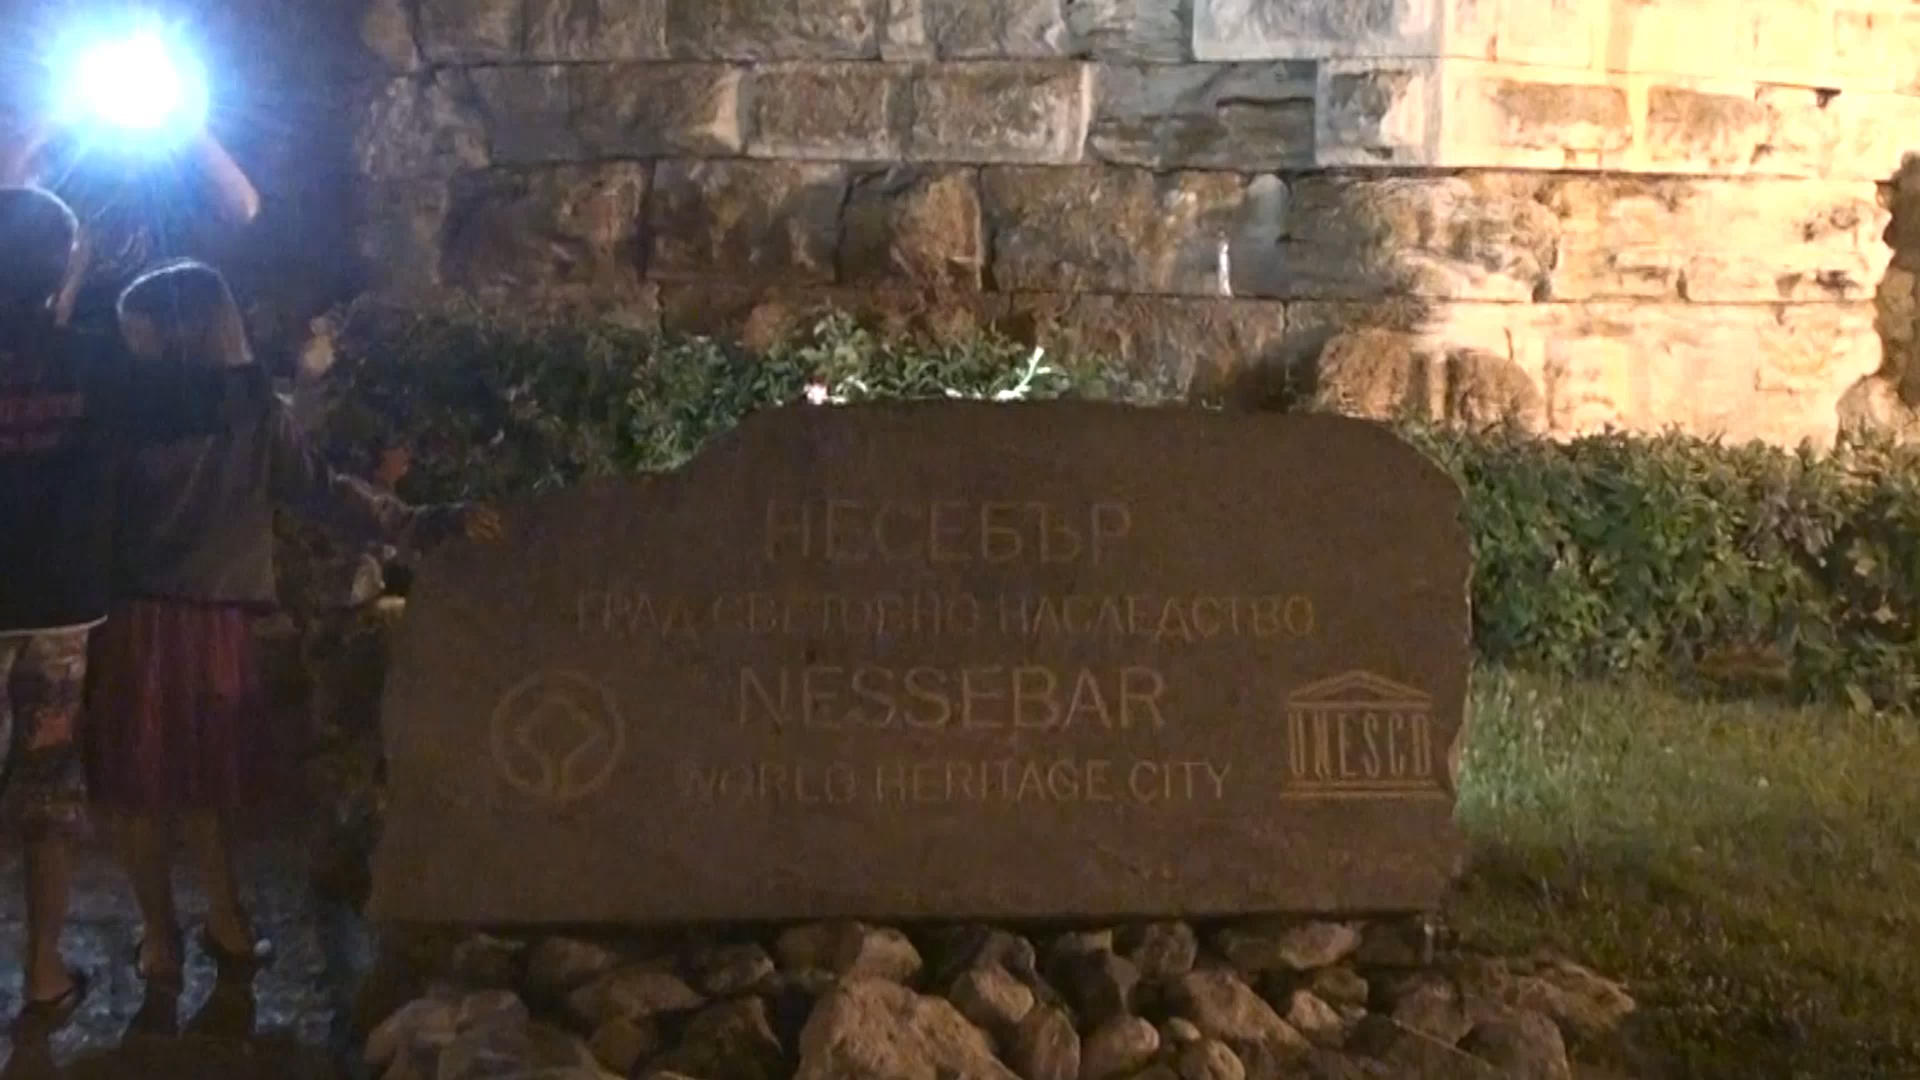 НЕСЕБЪР
ГРАД СВЕТОВНО НАСЛЕДСТВО
NESSEBAR
WORLD HERITAGE CITY
UNESCO